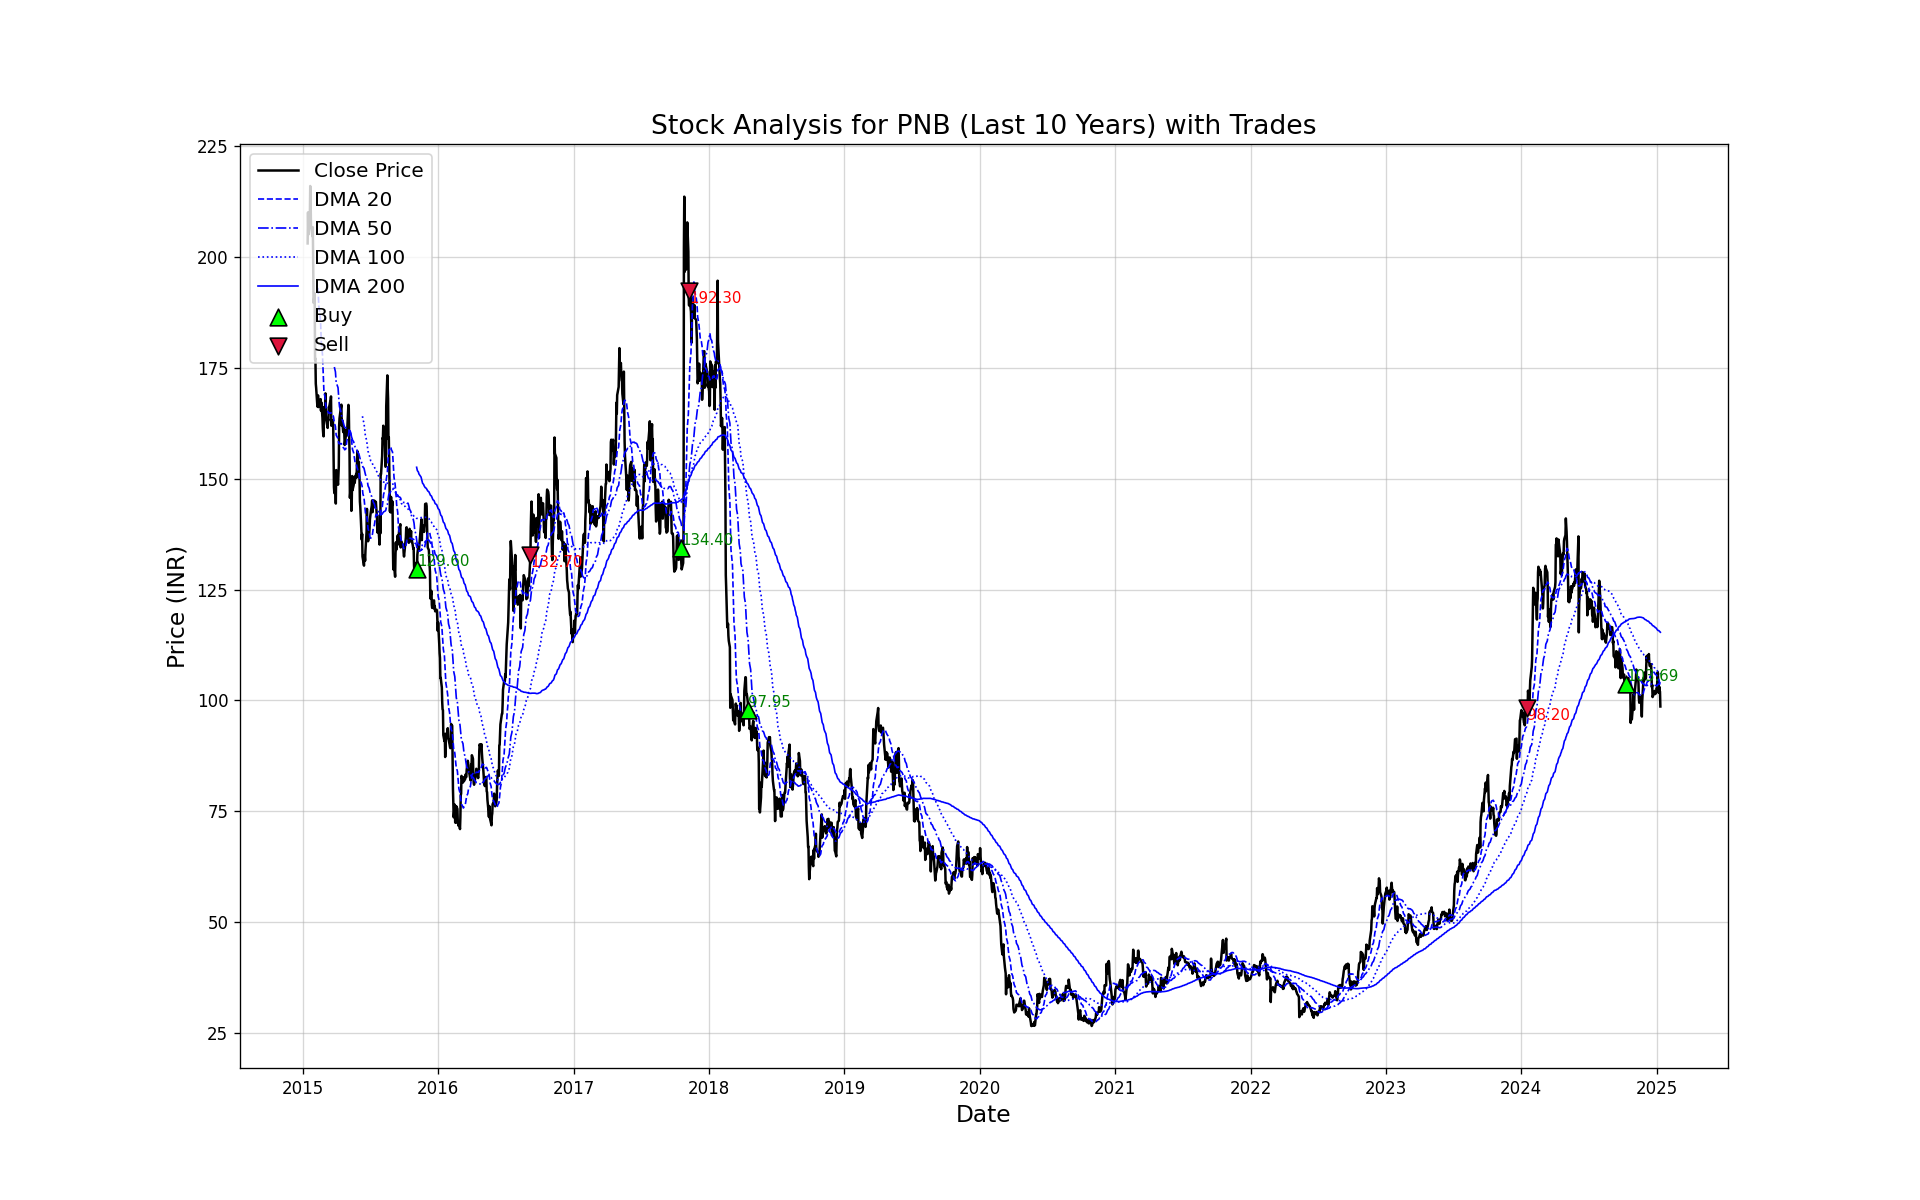 Stock Analysis for PNB (Last 10 Years) with Trades
Close Price
DMA 20
DMA 50
DMA 100
DMA 200
Buy
Sell
225
200
175
150
125
100
75
50
25
Price (INR)
192.30
134.40
129.60
132.70
97.95
98.20
103.69
2015
2016
2017
2018
2019
2020
2021
2022
2023
2024
2025
Date